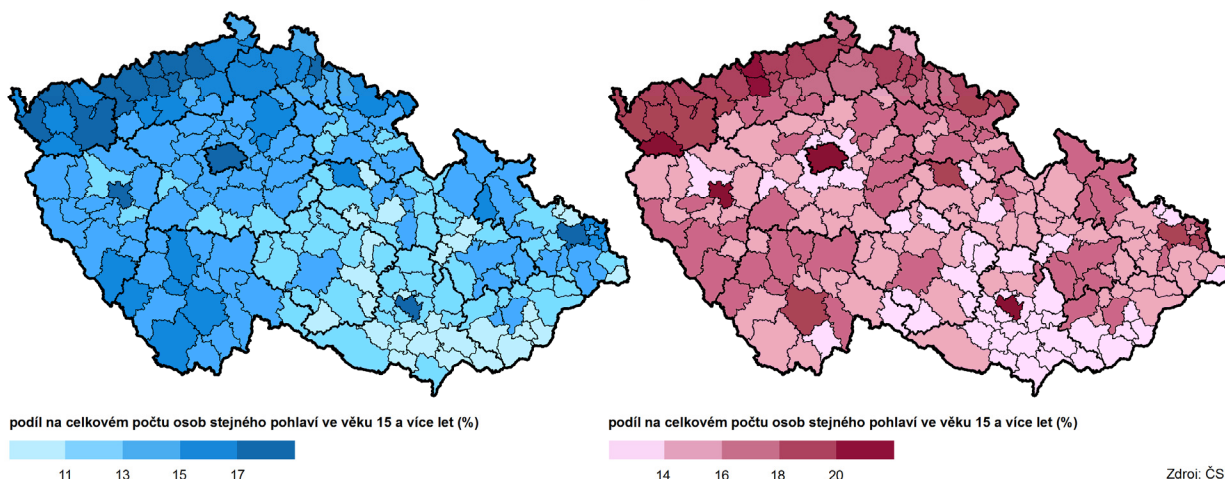 podíl na celkovém počtu osob stejného pohlaví ve věku 15 a více let (%)
11 13 15 17
podíl na celkovém počtu osob stejného pohlaví ve věku 15 a více let (%)
14 16 18 20
Zdroj: ČS